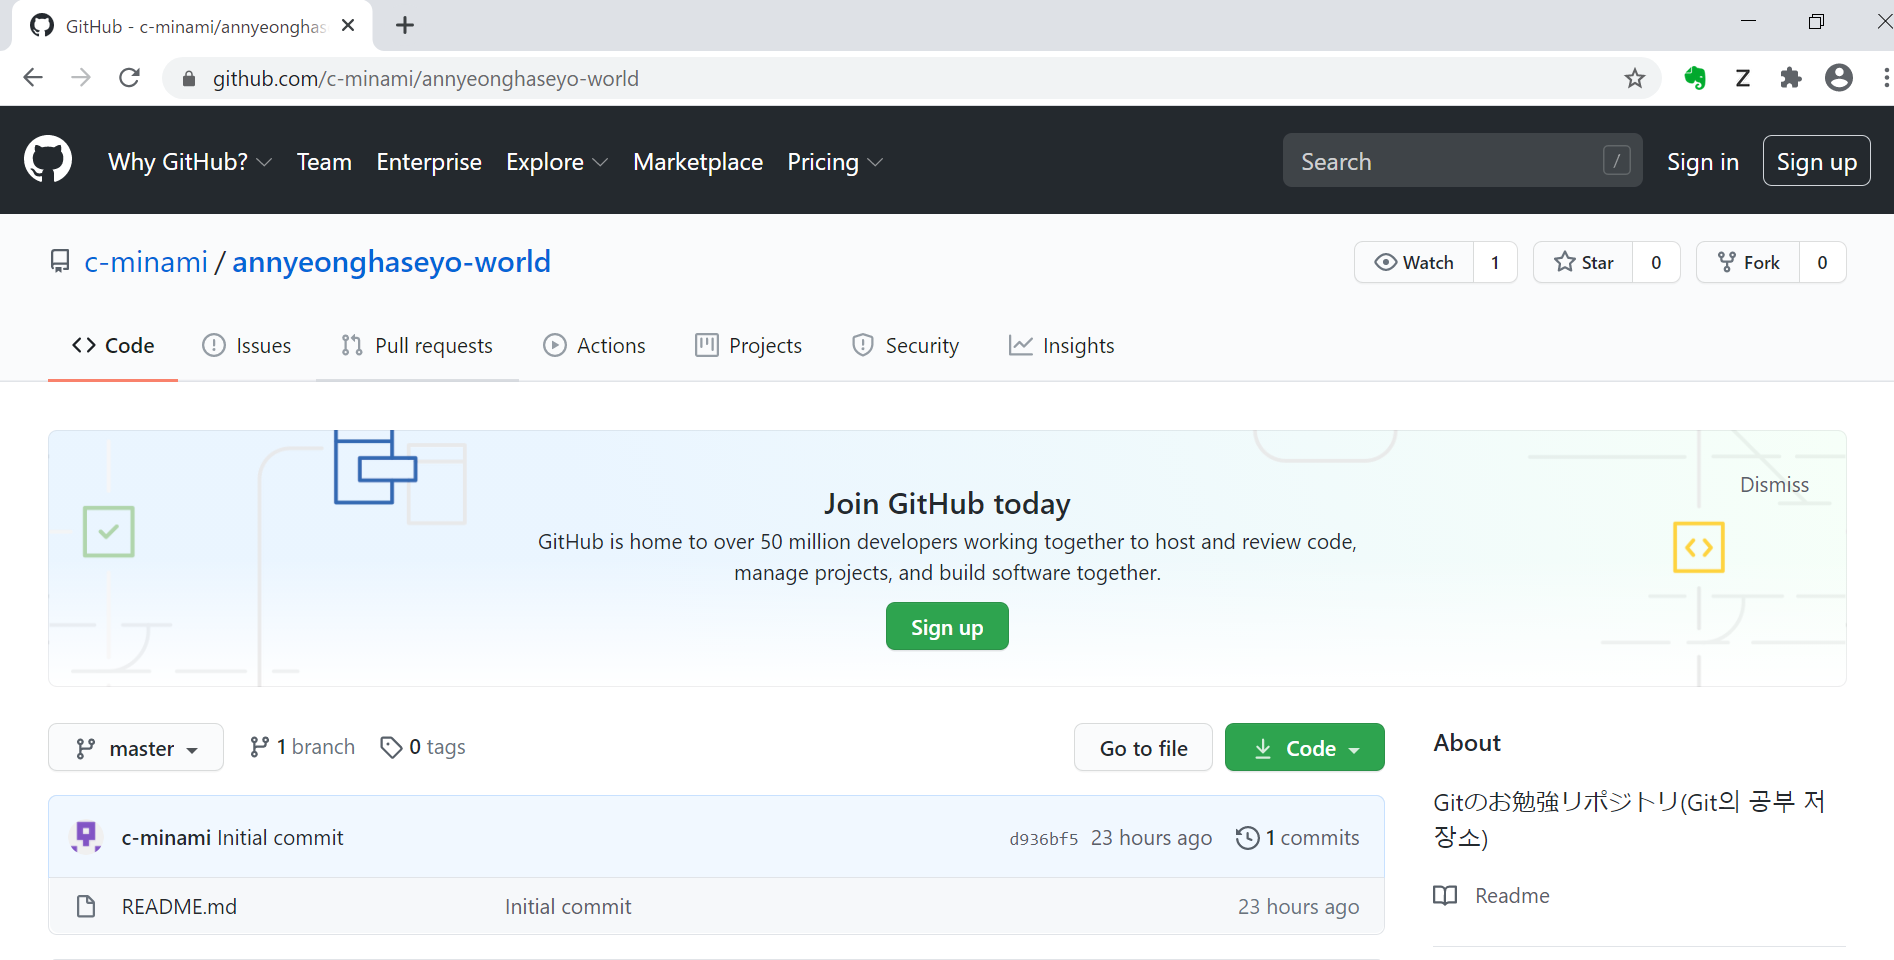 GitHub - c-minami/annyeonghas
github.com/c-minami/annyeonghaseyo-world
Z
Why GitHub? Team Enterprise Explore Marketplace Pricing Search / Sign in Sign up
c-minami / annyeonghaseyo-world Watch 1 Star 0 Fork 0
Code Issues Pull requests Actions Projects Security Insights
Dismiss
Join GitHub today
GitHub is home to over 50 million developers working together to host and review code,
manage projects, and build software together.
Sign up
master 1 branch 0 tags Go to file Code
c-minami Initial commit d936bf5 23 hours ago 1 commits
README.md Initial commit 23 hours ago
About
Gitのお勉強リポジトリ(Git의 공부 저
장소)
Readme